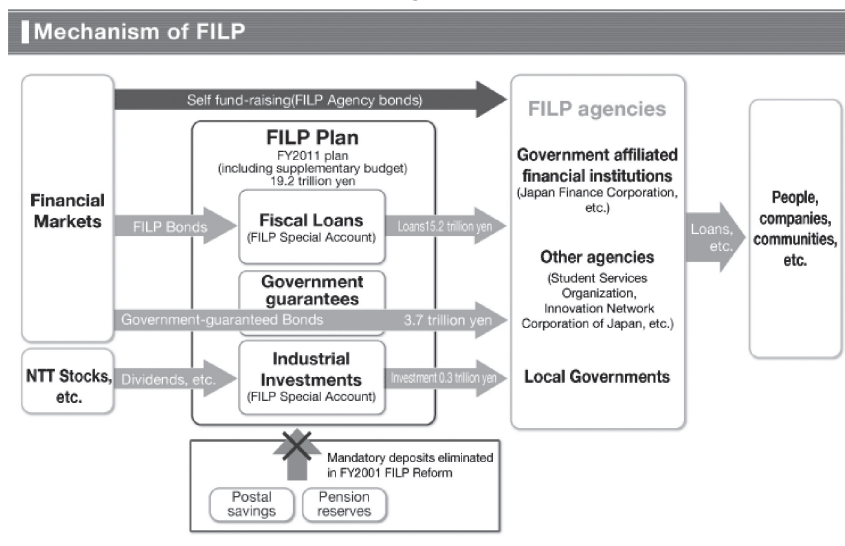 Mechanism of FILP
Financial
Markets
NTT Stocks,
etc.
Self fund-raising(FILP Agency bonds)
FILP Plan
FY2011 plan
(including supplementary budget)
19.2 trillion yen
FILP Bonds
Fiscal Loans
(FILP Special Account)
Loans15.2 trillion yen
Government
guarantees
Government-guaranteed Bonds
3.7 trillion yen
Dividends, etc.
Industrial
Investments
(FILP Special Account)
Investment 0.3 trillion yen
Mandatory deposits eliminated
in FY2001 FILP Reform
Postal
savings
Pension
reserves
FILP agencies
Government affiliated
financial institutions
(Japan Finance Corporation,
etc.)
Other agencies
(Student Services
Organization,
Innovation Network
Corporation of Japan, etc.)
Local Governments
Loans,
etc.
People,
companies,
communities,
etc.